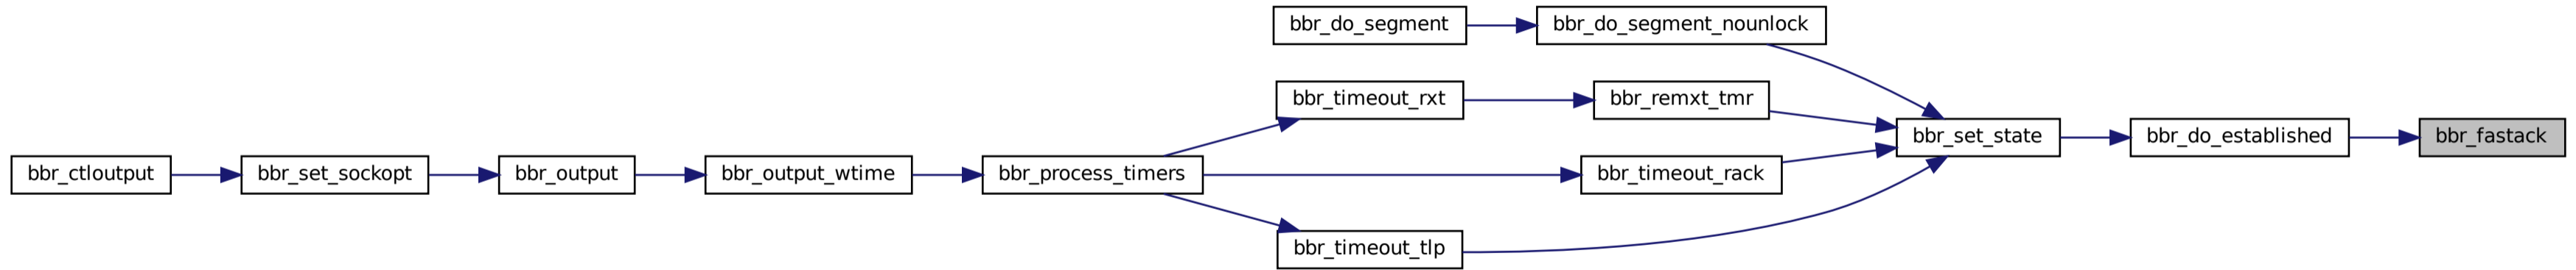 bbr_do_segment
bbr_do_segment_nounlock
bbr_timeout_rxt
bbr_remxt_tmr
bbr_set_state
bbr_do_established
bbr_fastack
bbr_ctloutput
bbr_set_sockopt
bbr_output
bbr_output_wtime
bbr_process_timers
bbr_timeout_rack
bbr_timeout_tlp